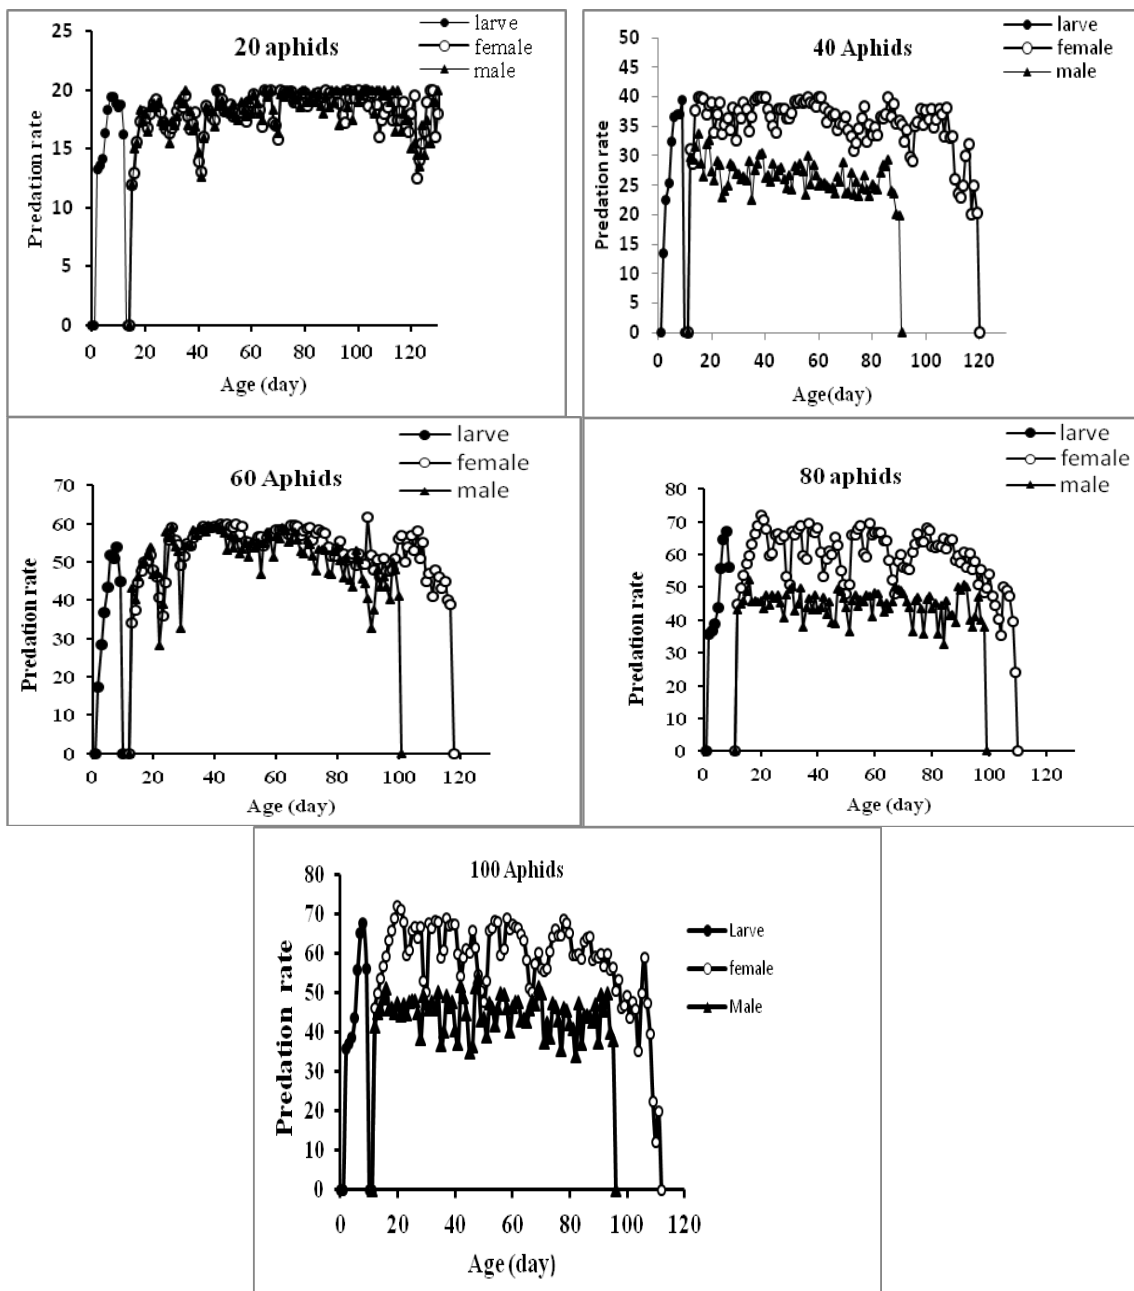 20 aphids
larve
female
male
Predation rate
25
20
15
10
5
0
0 20 40 60 80 100 120
Age (day)
40 Aphids
larve
female
male
Predation rate
50
45
40
35
30
25
20
15
10
5
0
0 20 40 60 80 100 120
Age(day)
60 Aphids
larve
female
male
Predation rate
70
60
50
40
30
20
10
0
0 20 40 60 80 100 120
Age (day)
80 aphids
larve
female
male
Predation rate
80
70
60
50
40
30
20
10
0
0 20 40 60 80 100 120
Age (day)
100 Aphids
Larve
female
Male
Predation rate
80
70
60
50
40
30
20
10
0
0 20 40 60 80 100 120
Age (day)